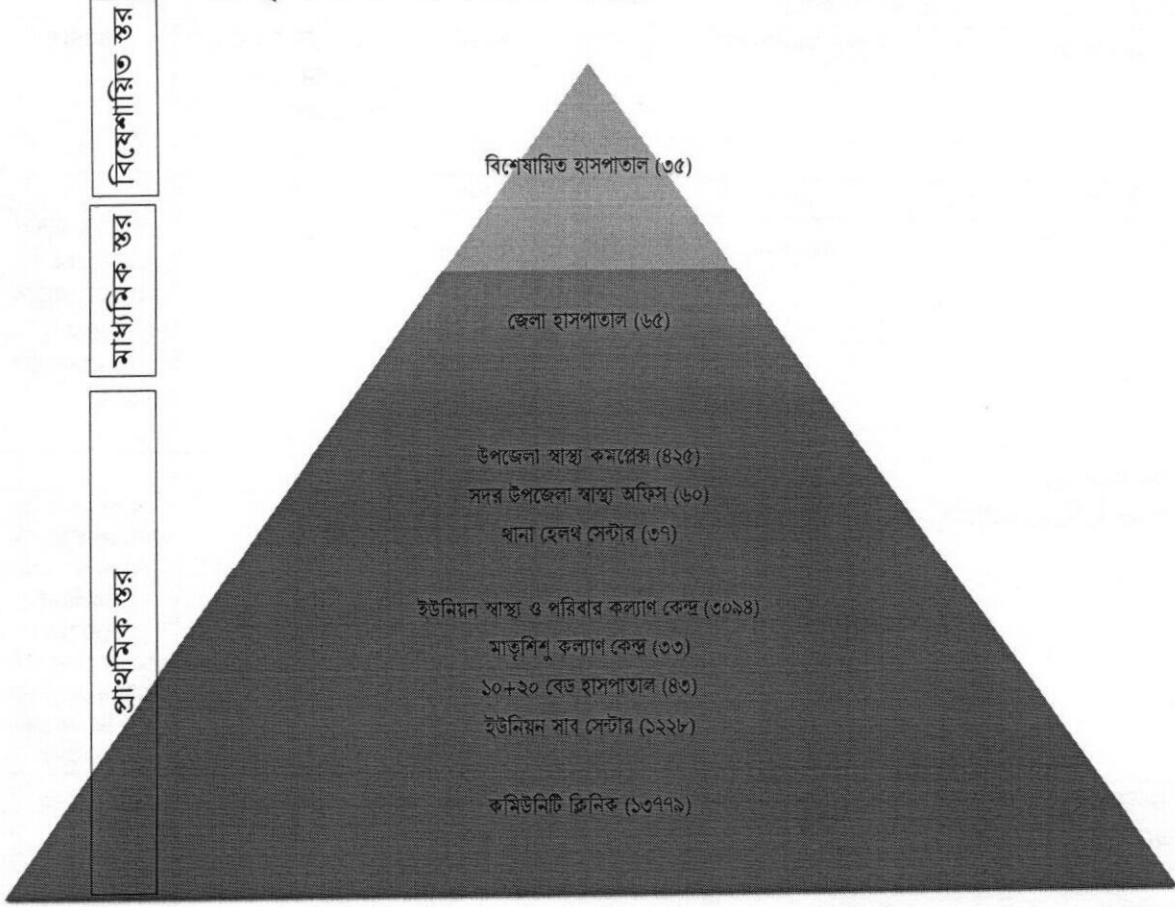 বিষেশায়িত স্তর
বিশেষায়িত হাসপাতাল (৩৫)
মাধ্যমিক স্তর
জেলা হাসপাতাল (৬৫)
প্রাথমিক স্তর
উপজেলা স্বাস্থ্য কমপ্লেক্স (৪২৫)
সদর উপজেলা স্বাস্থ্য অফিস (৬০)
থানা হেলথ সেন্টার (৩৭)
ইউনিয়ন স্বাস্থ্য ও পরিবার কল্যাণ কেন্দ্র (৩০৯৪)
মাতৃশিশু কল্যাণ কেন্দ্র (৩৩)
১০+২০ বেড হাসপাতাল (৪৩)
ইউনিয়ন সাব সেন্টার (১২২৮)
কমিউনিটি ক্লিনিক (১৩৭৭৯)